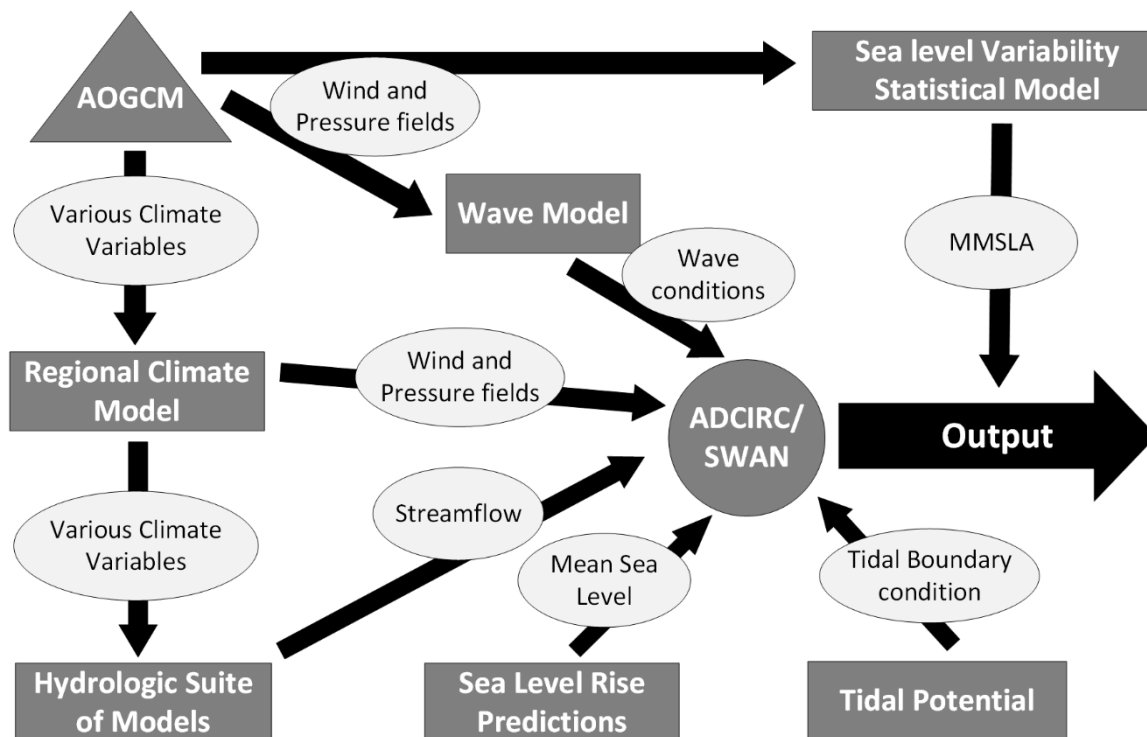 Sea level Variability
Statistical Model
AOGCM
Wind and
Pressure fields
Various Climate
Variables
Wave Model
MMSLA
Wave
conditions
Regional Climate
Model
Wind and
Pressure fields
ADCIRC/
SWAN
Output
Various Climate
Variables
Streamflow
Mean Sea
Level
Tidal Boundary
condition
Hydrologic Suite
of Models
Sea Level Rise
Predictions
Tidal Potential